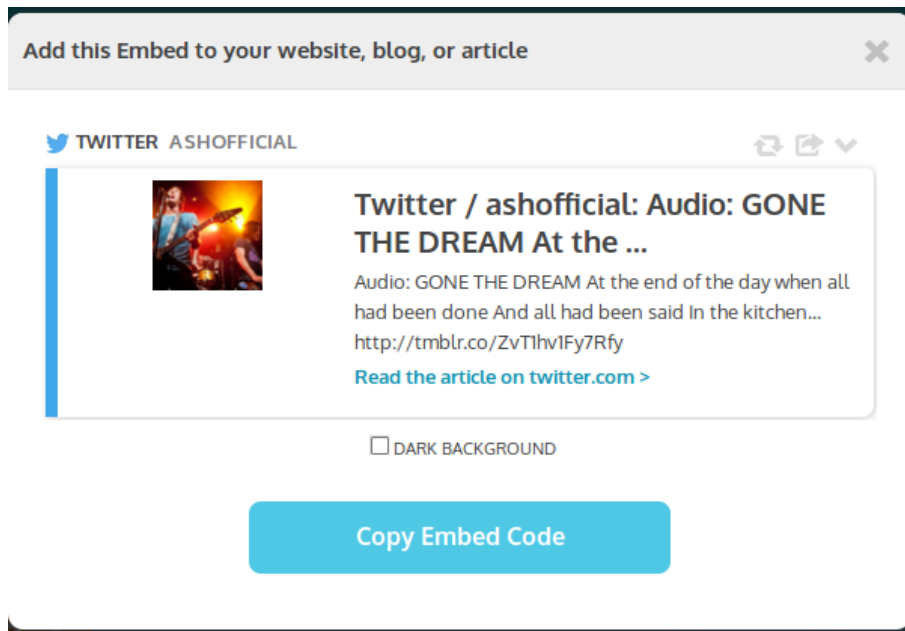 Add this Embed to your website, blog, or article
TWITTER ASHOFFICIAL
Twitter / ashofficial: Audio: GONE
THE DREAM At the ...
Audio: GONE THE DREAM At the end of the day when all
had been done And all had been said In the kitchen...
http://tmblr.co/ZvT1hv1Fy7Rfy
Read the article on twitter.com >
DARK BACKGROUND
Copy Embed Code